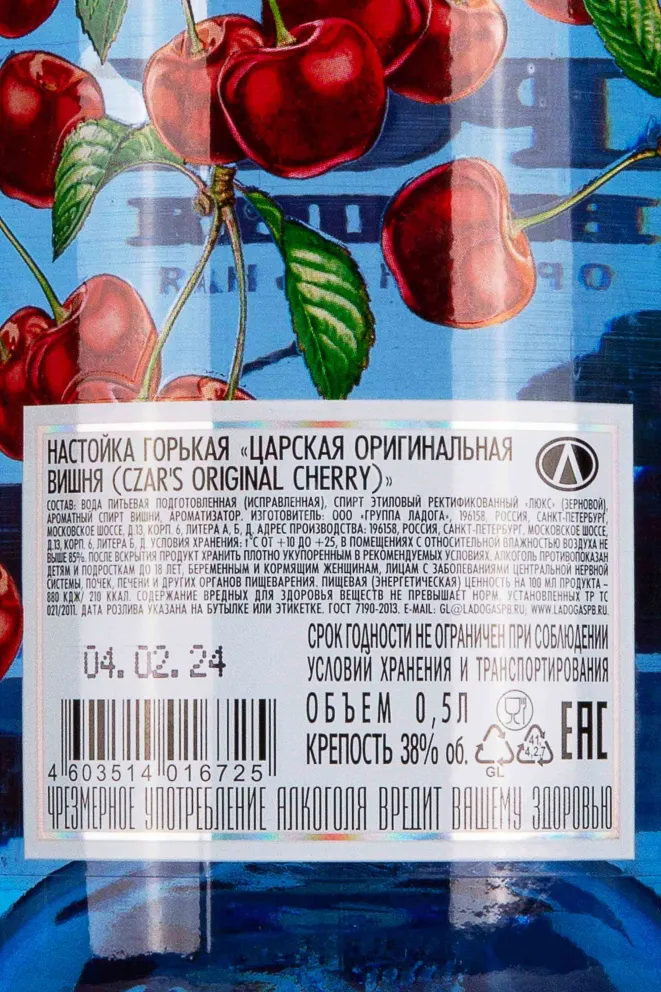 НАСТОЙКА ГОРЬКАЯ «ЦАРСКАЯ ОРИГИНАЛЬНАЯ
ВИШНЯ (CZAR'S ORIGINAL CHERRY)»
СОСТАВ: ВОДА ПИТЬЕВАЯ ПОДГОТОВЛЕННАЯ (ИСПРАВЛЕННАЯ), СПИРТ ЭТИЛОВЫЙ РЕКТИФИКОВАННЫЙ «ЛЮКС» (ЗЕРНОВОЙ),
АРОМАТНЫЙ СПИРТ ВИШНИ, АРОМАТИЗАТОР. ИЗГОТОВИТЕЛЬ: ООО «ГРУППА ЛАДОГА», 196158, РОССИЯ, САНКТ-ПЕТЕРБУРГ,
МОСКОВСКОЕ ШОССЕ, Д.13, КОРП. 6, ЛИТЕРА А, Б, Д. АДРЕС ПРОИЗВОДСТВА: 196158, РОССИЯ, САНКТ-ПЕТЕРБУРГ, МОСКОВСКОЕ ШОССЕ,
Д.13, КОРП. 6, ЛИТЕРА Б, Д. УСЛОВИЯ ХРАНЕНИЯ: t°C ОТ +10 ДО +25, В ПОМЕЩЕНИЯХ С ОТНОСИТЕЛЬНОЙ ВЛАЖНОСТЬЮ ВОЗДУХА НЕ
ВЫШЕ 85%. ПОСЛЕ ВСКРЫТИЯ ПРОДУКТ ХРАНИТЬ ПЛОТНО УКУПОРЕННЫМ В РЕКОМЕНДУЕМЫХ УСЛОВИЯХ. АЛКОГОЛЬ ПРОТИВОПОКАЗАН
ДЕТЯМ И ПОДРОСТКАМ ДО 18 ЛЕТ, БЕРЕМЕННЫМ И КОРМЯЩИМ ЖЕНЩИНАМ, ЛИЦАМ С ЗАБОЛЕВАНИЯМИ ЦЕНТРАЛЬНОЙ НЕРВНОЙ
СИСТЕМЫ, ПОЧЕК, ПЕЧЕНИ И ДРУГИХ ОРГАНОВ ПИЩЕВАРЕНИЯ. ПИЩЕВАЯ (ЭНЕРГЕТИЧЕСКАЯ) ЦЕННОСТЬ НА 100 МЛ ПРОДУКТА –
880 КДЖ/ 210 ККАЛ. СОДЕРЖАНИЕ ВРЕДНЫХ ДЛЯ ЗДОРОВЬЯ ВЕЩЕСТВ НЕ ПРЕВЫШАЕТ НОРМ, УСТАНОВЛЕННЫХ ТР ТС
021/2011. ДАТА РОЗЛИВА УКАЗАНА НА БУТЫЛКЕ ИЛИ ЭТИКЕТКЕ. ГОСТ 7190-2013. E-MAIL: GL@LADOGASPB.RU, WWW.LADOGASPB.RU
СРОК ГОДНОСТИ НЕ ОГРАНИЧЕН ПРИ СОБЛЮДЕНИИ
УСЛОВИЙ ХРАНЕНИЯ И ТРАНСПОРТИРОВАНИЯ
04.02.24
ОБЪЕМ 0,5Л
КРЕПОСТЬ 38% об.
GL
41,
4,2,7
EAC
4 603514 016725
ЧРЕЗМЕРНОЕ УПОТРЕБЛЕНИЕ АЛКОГОЛЯ ВРЕДИТ ВАШЕМУ ЗДОРОВЬЮ